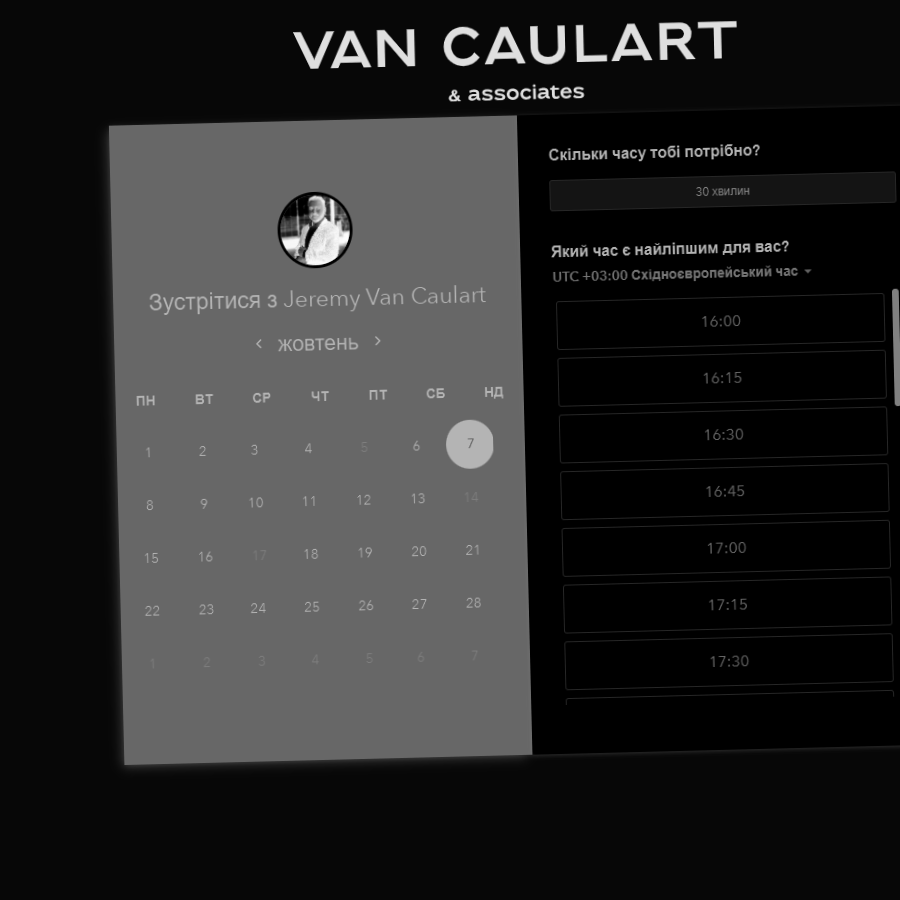 VAN CAULART
& associates
Зустрітися з Jeremy Van Caulart
жовтень
ПН ВТ СР ЧТ ПТ СБ НД
1 2 3 4 5 6 7
8 9 10 11 12 13 14
15 16 17 18 19 20 21
22 23 24 25 26 27 28
1 2 3 4 5 6 7
Скільки часу тобі потрібно?
30 хвилин
Який час є найліпшим для вас?
UTC +03:00 Східноєвропейський час
16:00
16:15
16:30
16:45
17:00
17:15
17:30